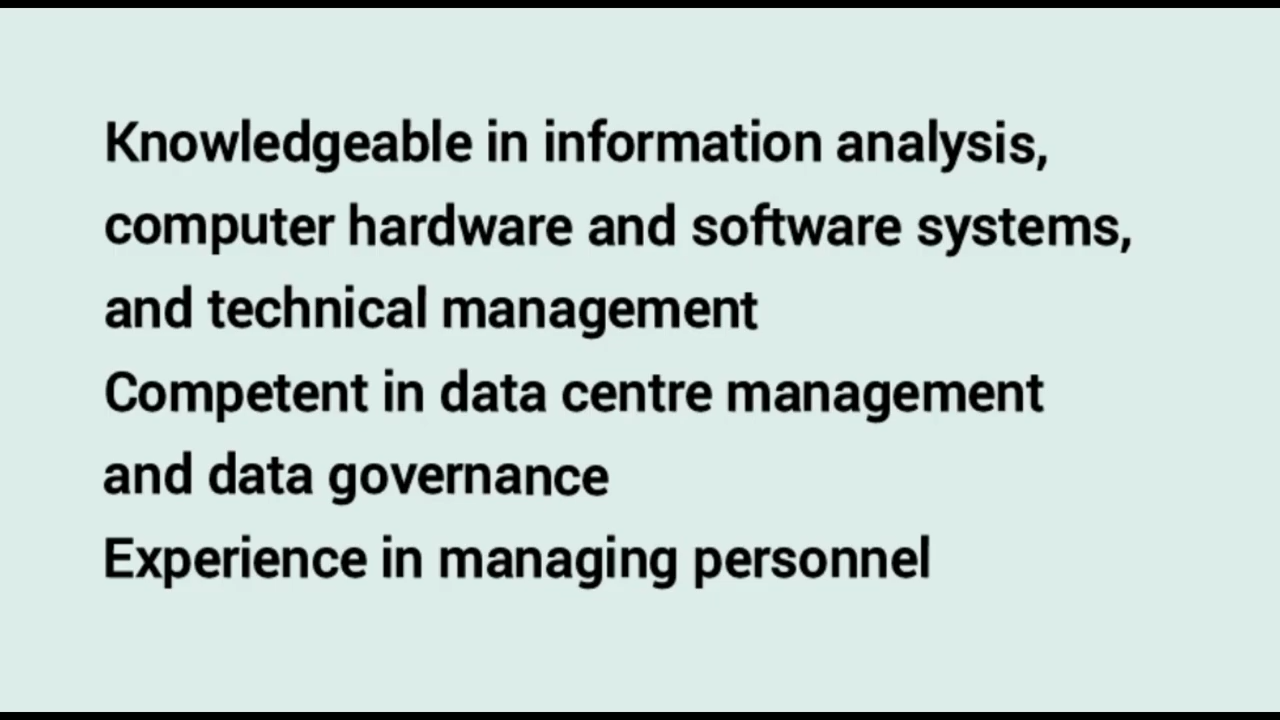 Knowledgeable in information analysis,
computer hardware and software systems,
and technical management
Competent in data centre management
and data governance
Experience in managing personnel